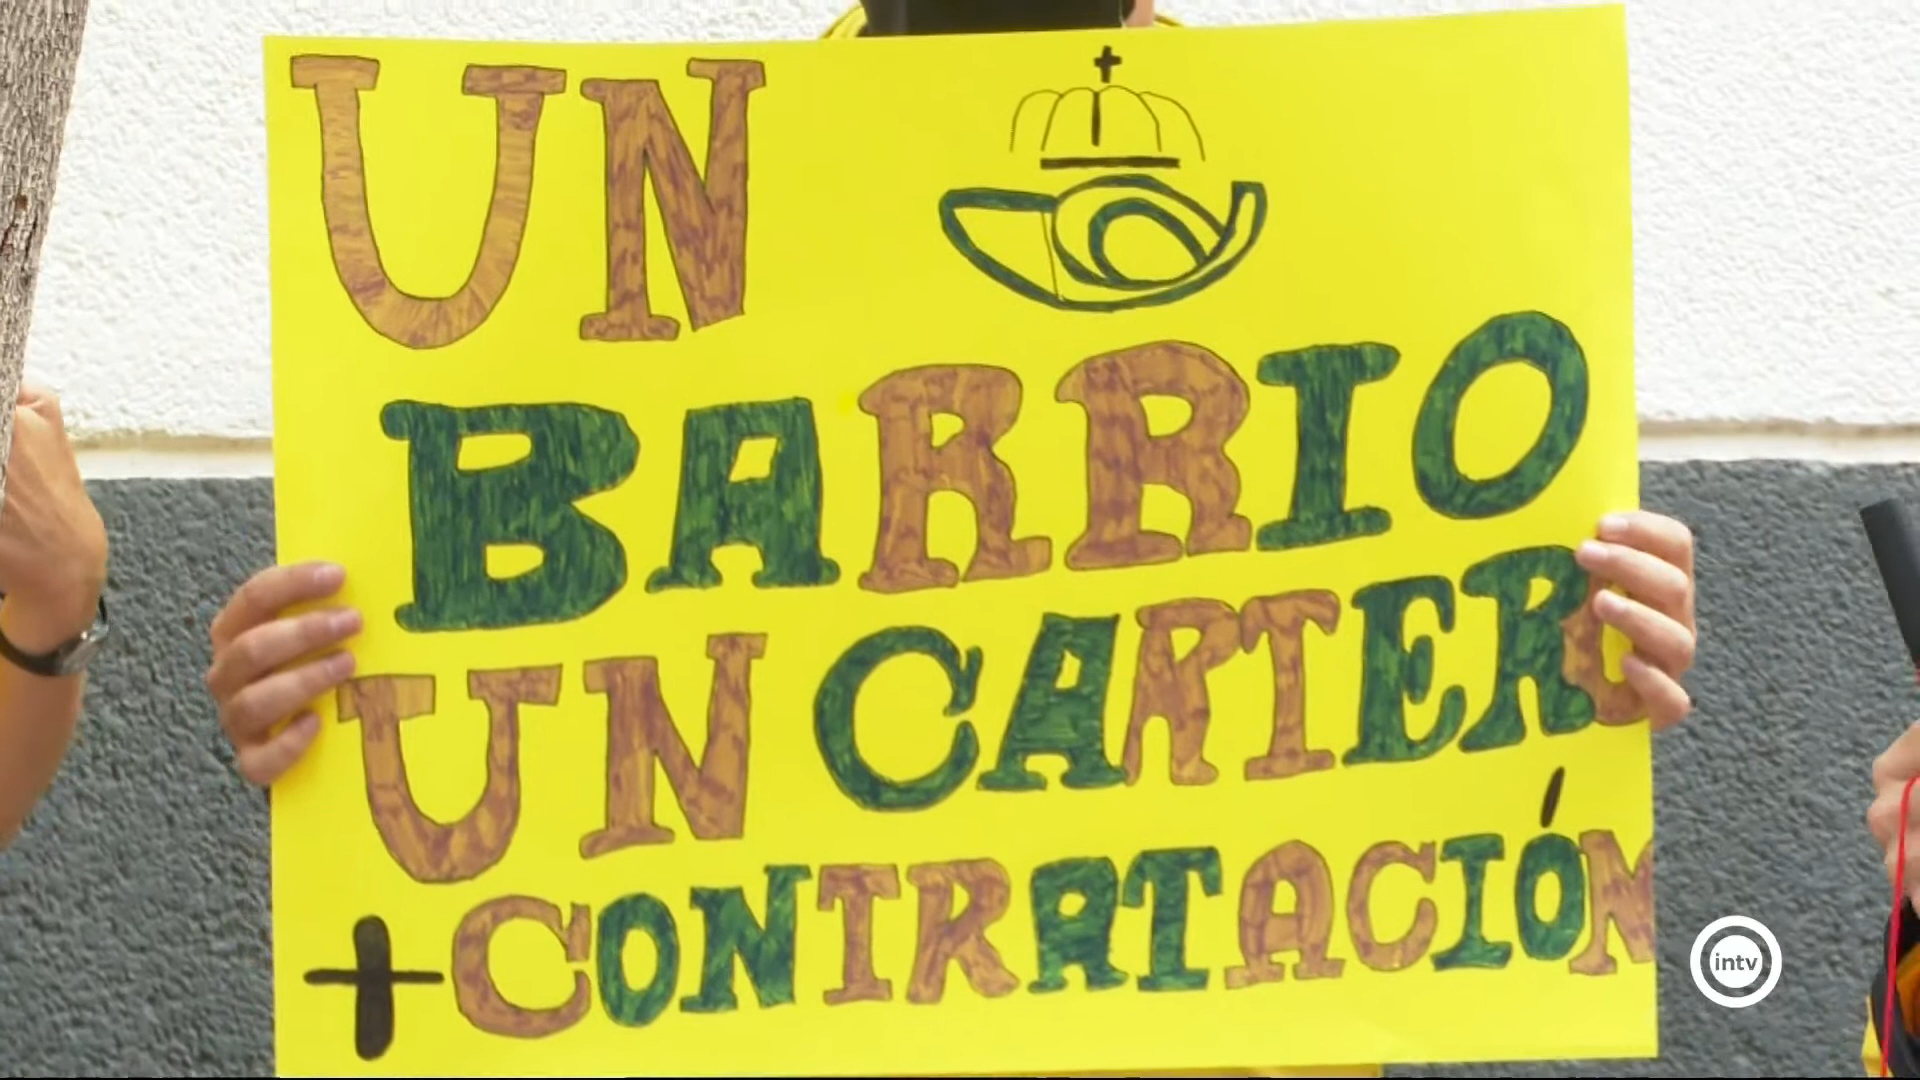 UN
BARRIO
UN CARTERO
+ CONTRATACIÓN
intv